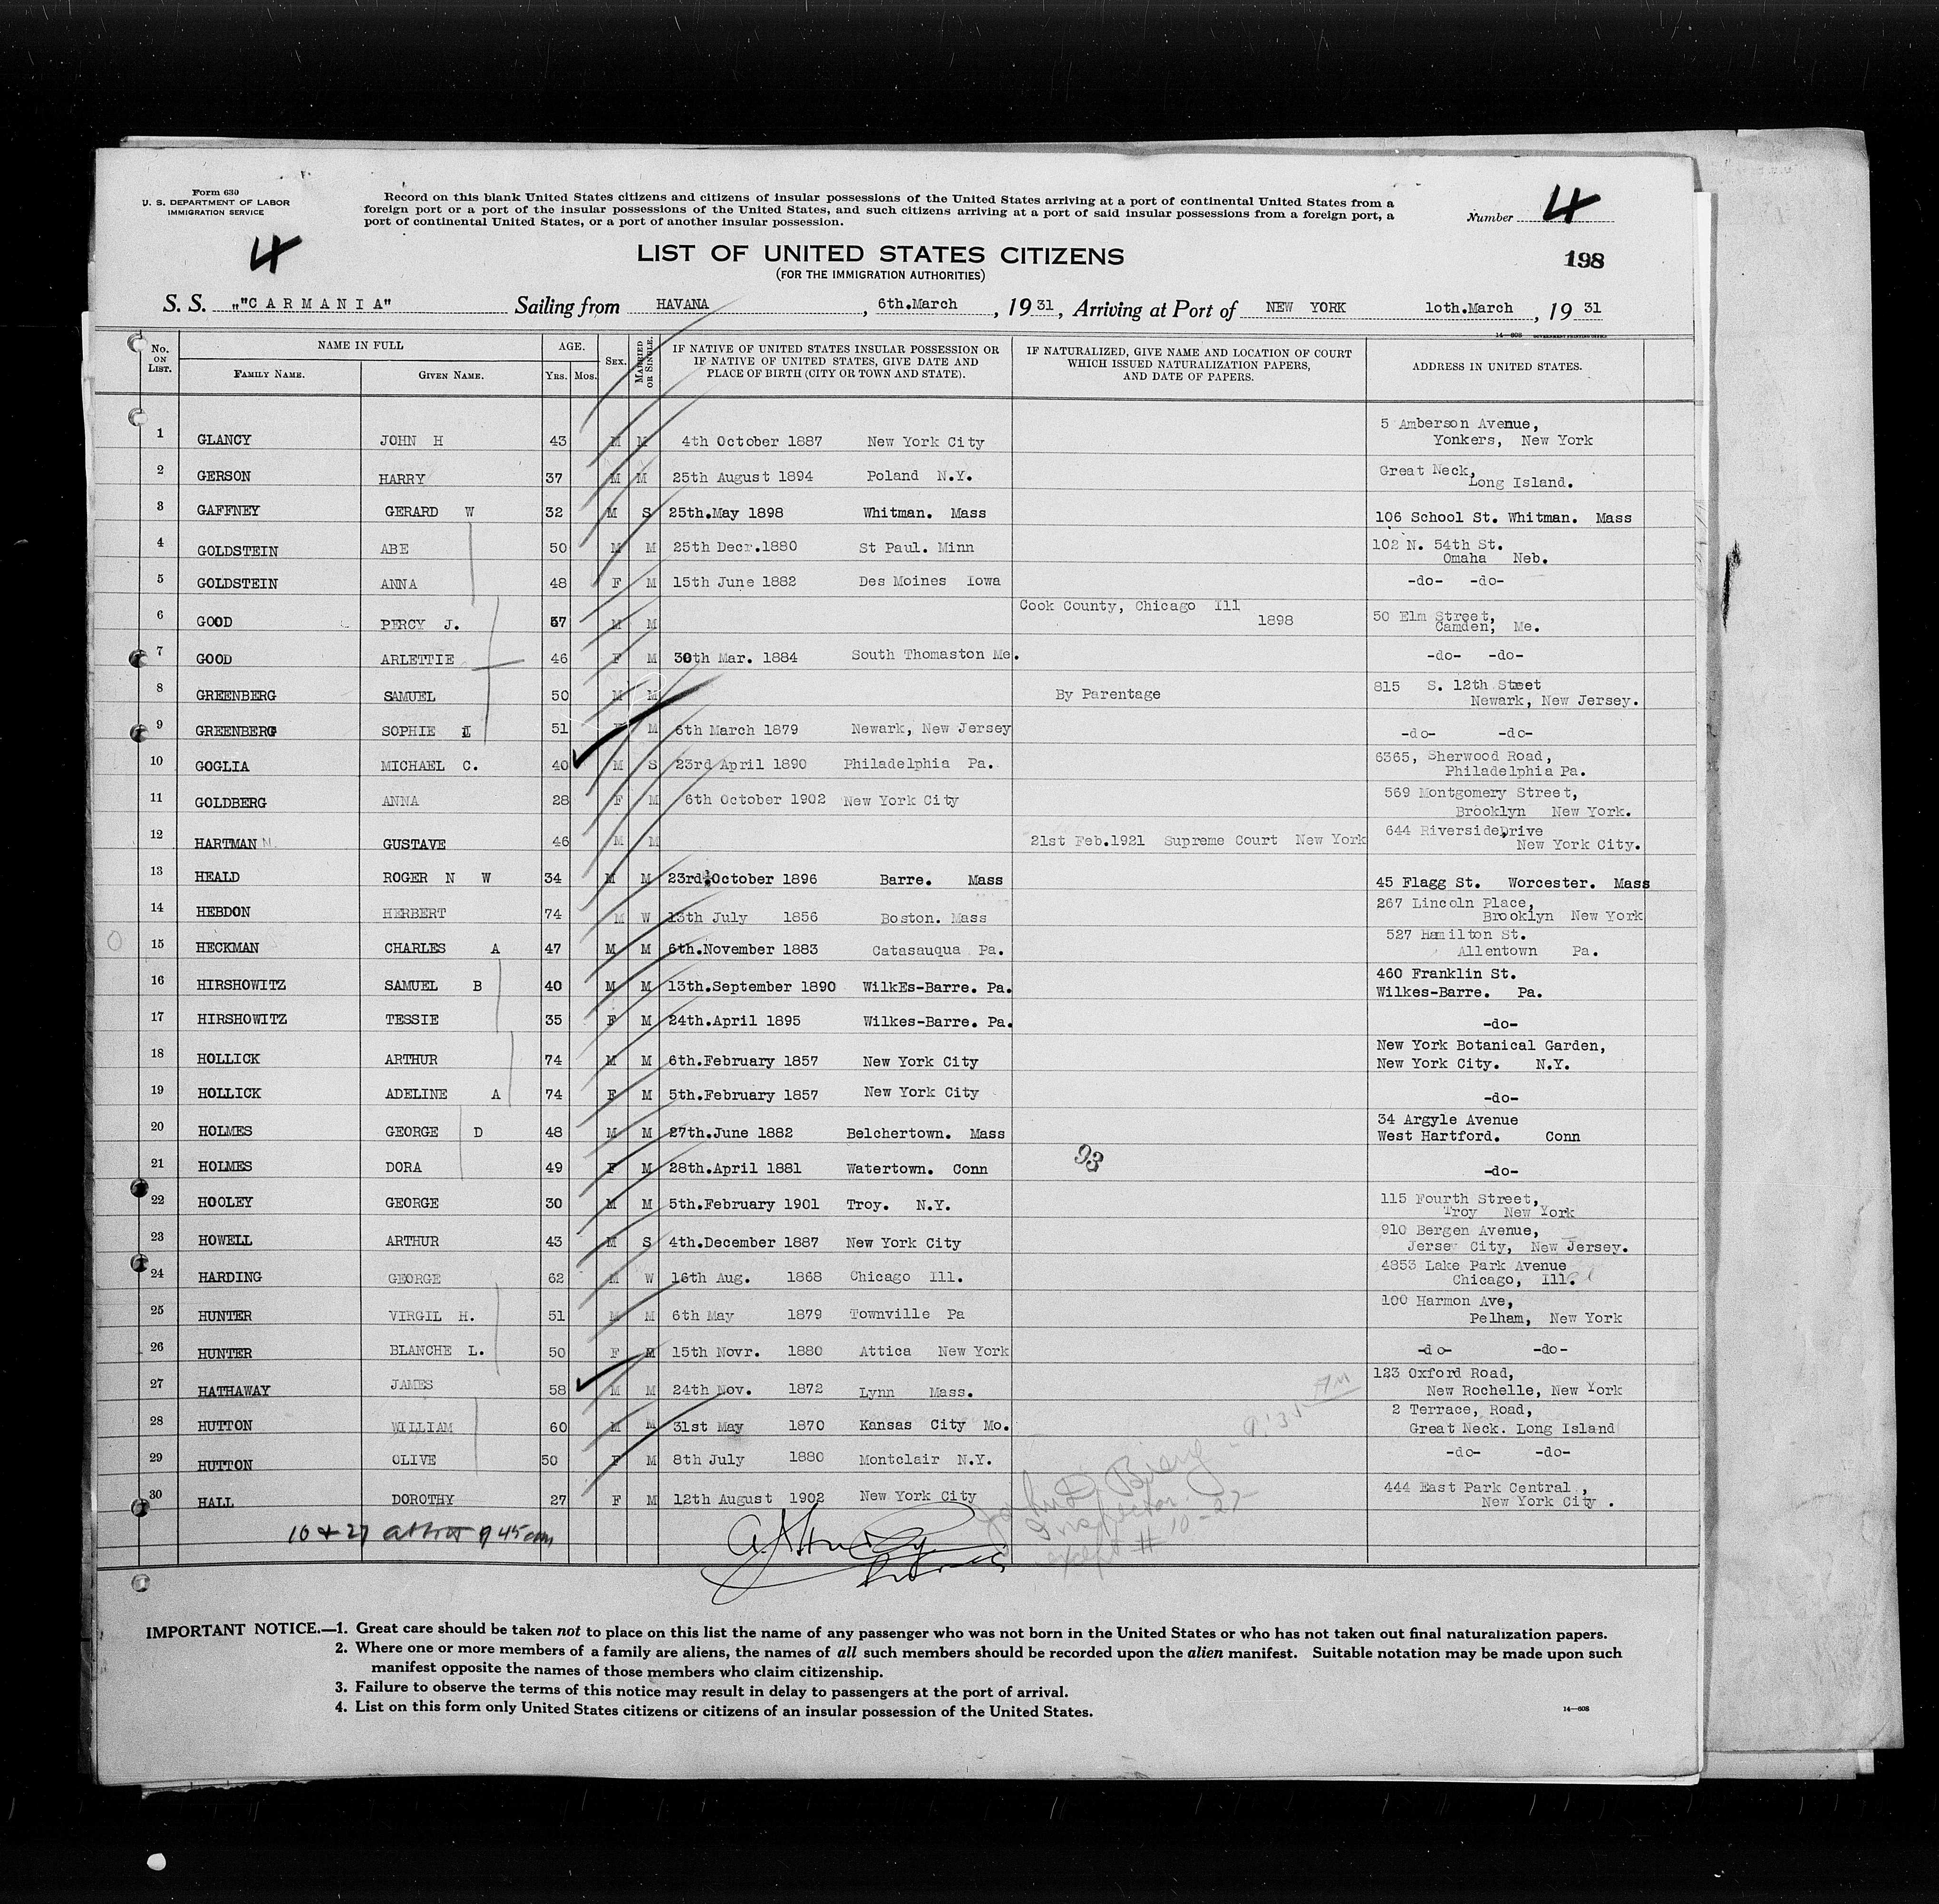 Form 630
U. S. DEPARTMENT OF LABOR
IMMIGRATION SERVICE
Record on this blank United States citizens and citizens of insular possessions of the United States arriving at a port of continental United States from a
foreign port or a port of the insular possessions of the United States, and such citizens arriving at a port of said insular possessions from a foreign port, a
port of continental United States, or a port of another insular possession.
Number 4
4
198
LIST OF UNITED STATES CITIZENS
(FOR THE IMMIGRATION AUTHORITIES)
S. S. „"CARMANIA" Sailing from HAVANA, 6th.March, 1931, Arriving at Port of NEW YORK 1oth.March, 1931
14—608 GOVERNMENT PRINTING OFFICE
No. ON LIST. NAME IN FULL FAMILY NAME. GIVEN NAME. AGE. Yrs. Mos. SEX. MARRIED OR SINGLE. IF NATIVE OF UNITED STATES INSULAR POSSESSION OR IF NATIVE OF UNITED STATES, GIVE DATE AND PLACE OF BIRTH (CITY OR TOWN AND STATE). IF NATURALIZED, GIVE NAME AND LOCATION OF COURT WHICH ISSUED NATURALIZATION PAPERS, AND DATE OF PAPERS. ADDRESS IN UNITED STATES.
1 GLANCY JOHN H 43 M M 4th October 1887 New York City 5 Amberson Avenue, Yonkers, New York
2 GERSON HARRY 37 M M 25th August 1894 Poland N.Y. Great Neck, Long Island.
3 GAFFNEY GERARD W 32 M S 25th.May 1898 Whitman. Mass 106 School St. Whitman. Mass
4 GOLDSTEIN ABE 50 M M 25th Decr.1880 St Paul. Minn 102 N. 54th St. Omaha Neb.
5 GOLDSTEIN ANNA 48 F M 15th June 1882 Des Moines Iowa -do- -do-
6 GOOD PERCY J. 57 M M Cook County, Chicago Ill 1898 50 Elm Street, Camden, Me.
7 GOOD ARLETTIE 46 F M 30th Mar. 1884 South Thomaston Me. -do- -do-
8 GREENBERG SAMUEL 50 M M By Parentage 815 S. 12th Street Newark, New Jersey.
9 GREENBERG SOPHIE I 51 F M 6th March 1879 Newark, New Jersey -do- -do-
10 GOGLIA MICHAEL C. 40 M S 23rd April 1890 Philadelphia Pa. 6365, Sherwood Road, Philadelphia Pa.
11 GOLDBERG ANNA 28 F M 6th October 1902 New York City 569 Montgomery Street, Brooklyn New York.
12 HARTMAN N. GUSTAVE 46 M M 21st Feb.1921 Supreme Court New York 644 RiversideDrive New York City.
13 HEALD ROGER N W 34 M M 23rd October 1896 Barre. Mass 45 Flagg St. Worcester. Mass
14 HEBDON HERBERT 74 M W 13th July 1856 Boston. Mass 267 Lincoln Place, Brooklyn New York
15 HECKMAN CHARLES A 47 M M 6th.November 1883 Catasauqua Pa. 527 Hamilton St. Allentown Pa.
16 HIRSHOWITZ SAMUEL B 40 M M 13th.September 1890 WilkEs-Barre. Pa. 460 Franklin St. Wilkes-Barre. Pa.
17 HIRSHOWITZ TESSIE 35 F M 24th.April 1895 Wilkes-Barre. Pa. -do-
18 HOLLICK ARTHUR 74 M M 6th.February 1857 New York City New York Botanical Garden, New York City. N.Y.
19 HOLLICK ADELINE A 74 F M 5th.February 1857 New York City -do-
20 HOLMES GEORGE D 48 M M 27th.June 1882 Belchertown. Mass 34 Argyle Avenue West Hartford. Conn
21 HOLMES DORA 49 F M 28th.April 1881 Watertown. Conn 93 -do-
22 HOOLEY GEORGE 30 M M 5th.February 1901 Troy. N.Y. 115 Fourth Street, Troy New York
23 HOWELL ARTHUR 43 M S 4th.December 1887 New York City 910 Bergen Avenue, Jersey City, New Jersey.
24 HARDING GEORGE 62 M W 16th Aug. 1868 Chicago Ill. 4853 Lake Park Avenue Chicago, Ill.
25 HUNTER VIRGIL H. 51 M M 6th May 1879 Townville Pa 100 Harmon Ave, Pelham, New York
26 HUNTER BLANCHE L. 50 F M 15th Novr. 1880 Attica New York -do- -do-
27 HATHAWAY JAMES 58 M M 24th Nov. 1872 Lynn Mass. 123 Oxford Road, New Rochelle, New York
28 HUTTON WILLIAM 60 M M 31st May 1870 Kansas City Mo. 2 Terrace, Road, Great Neck. Long Island
29 HUTTON OLIVE 50 F M 8th July 1880 Montclair N.Y. -do- -do-
30 HALL DOROTHY 27 F M 12th August 1902 New York City 444 East Park Central, New York City.
10 + 27 9 45 am
John D.
Inspector
except # 10-27
IMPORTANT NOTICE.—1. Great care should be taken not to place on this list the name of any passenger who was not born in the United States or who has not taken out final naturalization papers.
2. Where one or more members of a family are aliens, the names of all such members should be recorded upon the alien manifest. Suitable notation may be made upon such
manifest opposite the names of those members who claim citizenship.
3. Failure to observe the terms of this notice may result in delay to passengers at the port of arrival.
4. List on this form only United States citizens or citizens of an insular possession of the United States.
14—608